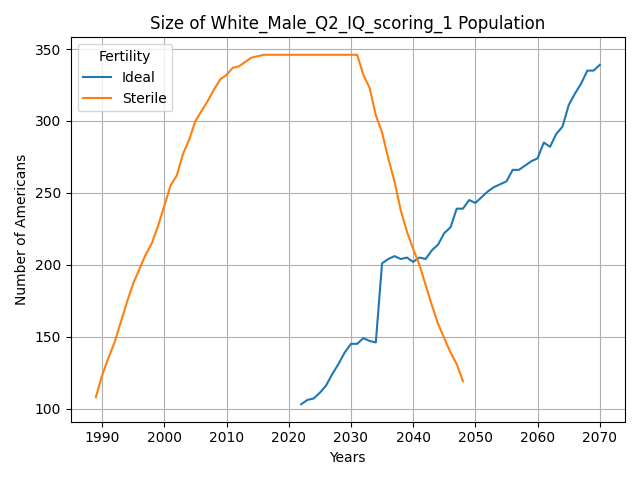 Size of White_Male_Q2_IQ_scoring_1 Population
Fertility
Ideal
Sterile
Number of Americans
350
300
250
200
150
100
1990 2000 2010 2020 2030 2040 2050 2060 2070
Years